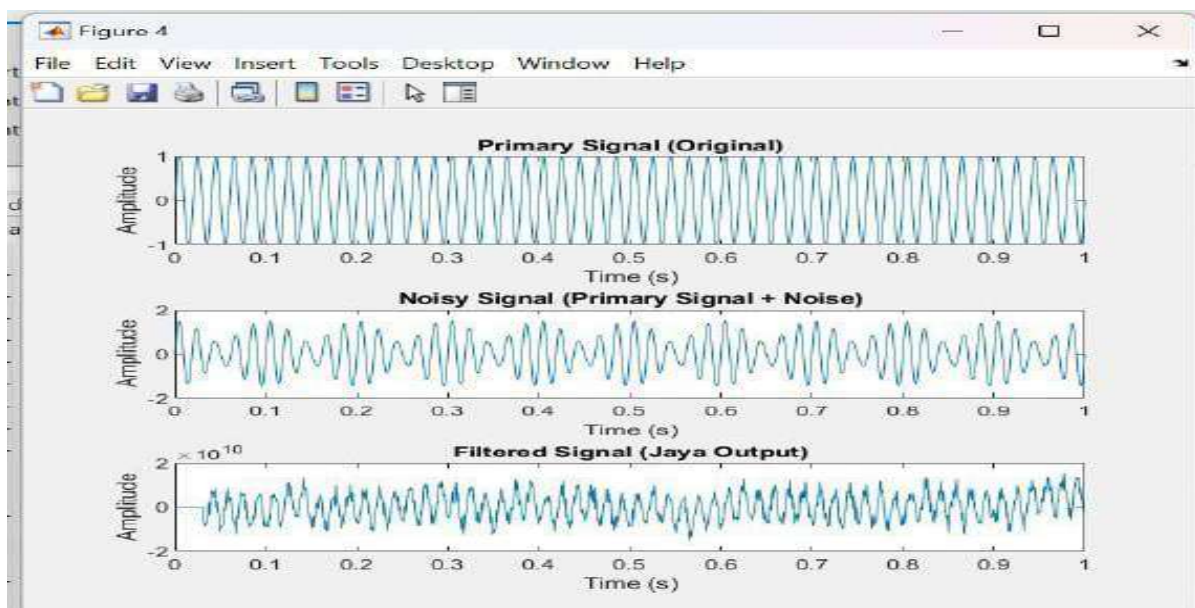 Figure 4
File Edit View Insert Tools Desktop Window Help
Primary Signal (Original)
1
0
-1
Amplitude
0 0.1 0.2 0.3 0.4 0.5 0.6 0.7 0.8 0.9 1
Time (s)
Noisy Signal (Primary Signal + Noise)
2
0
-2
Amplitude
0 0.1 0.2 0.3 0.4 0.5 0.6 0.7 0.8 0.9 1
Time (s)
Filtered Signal (Jaya Output)
× 10^10
2
0
-2
Amplitude
0 0.1 0.2 0.3 0.4 0.5 0.6 0.7 0.8 0.9 1
Time (s)